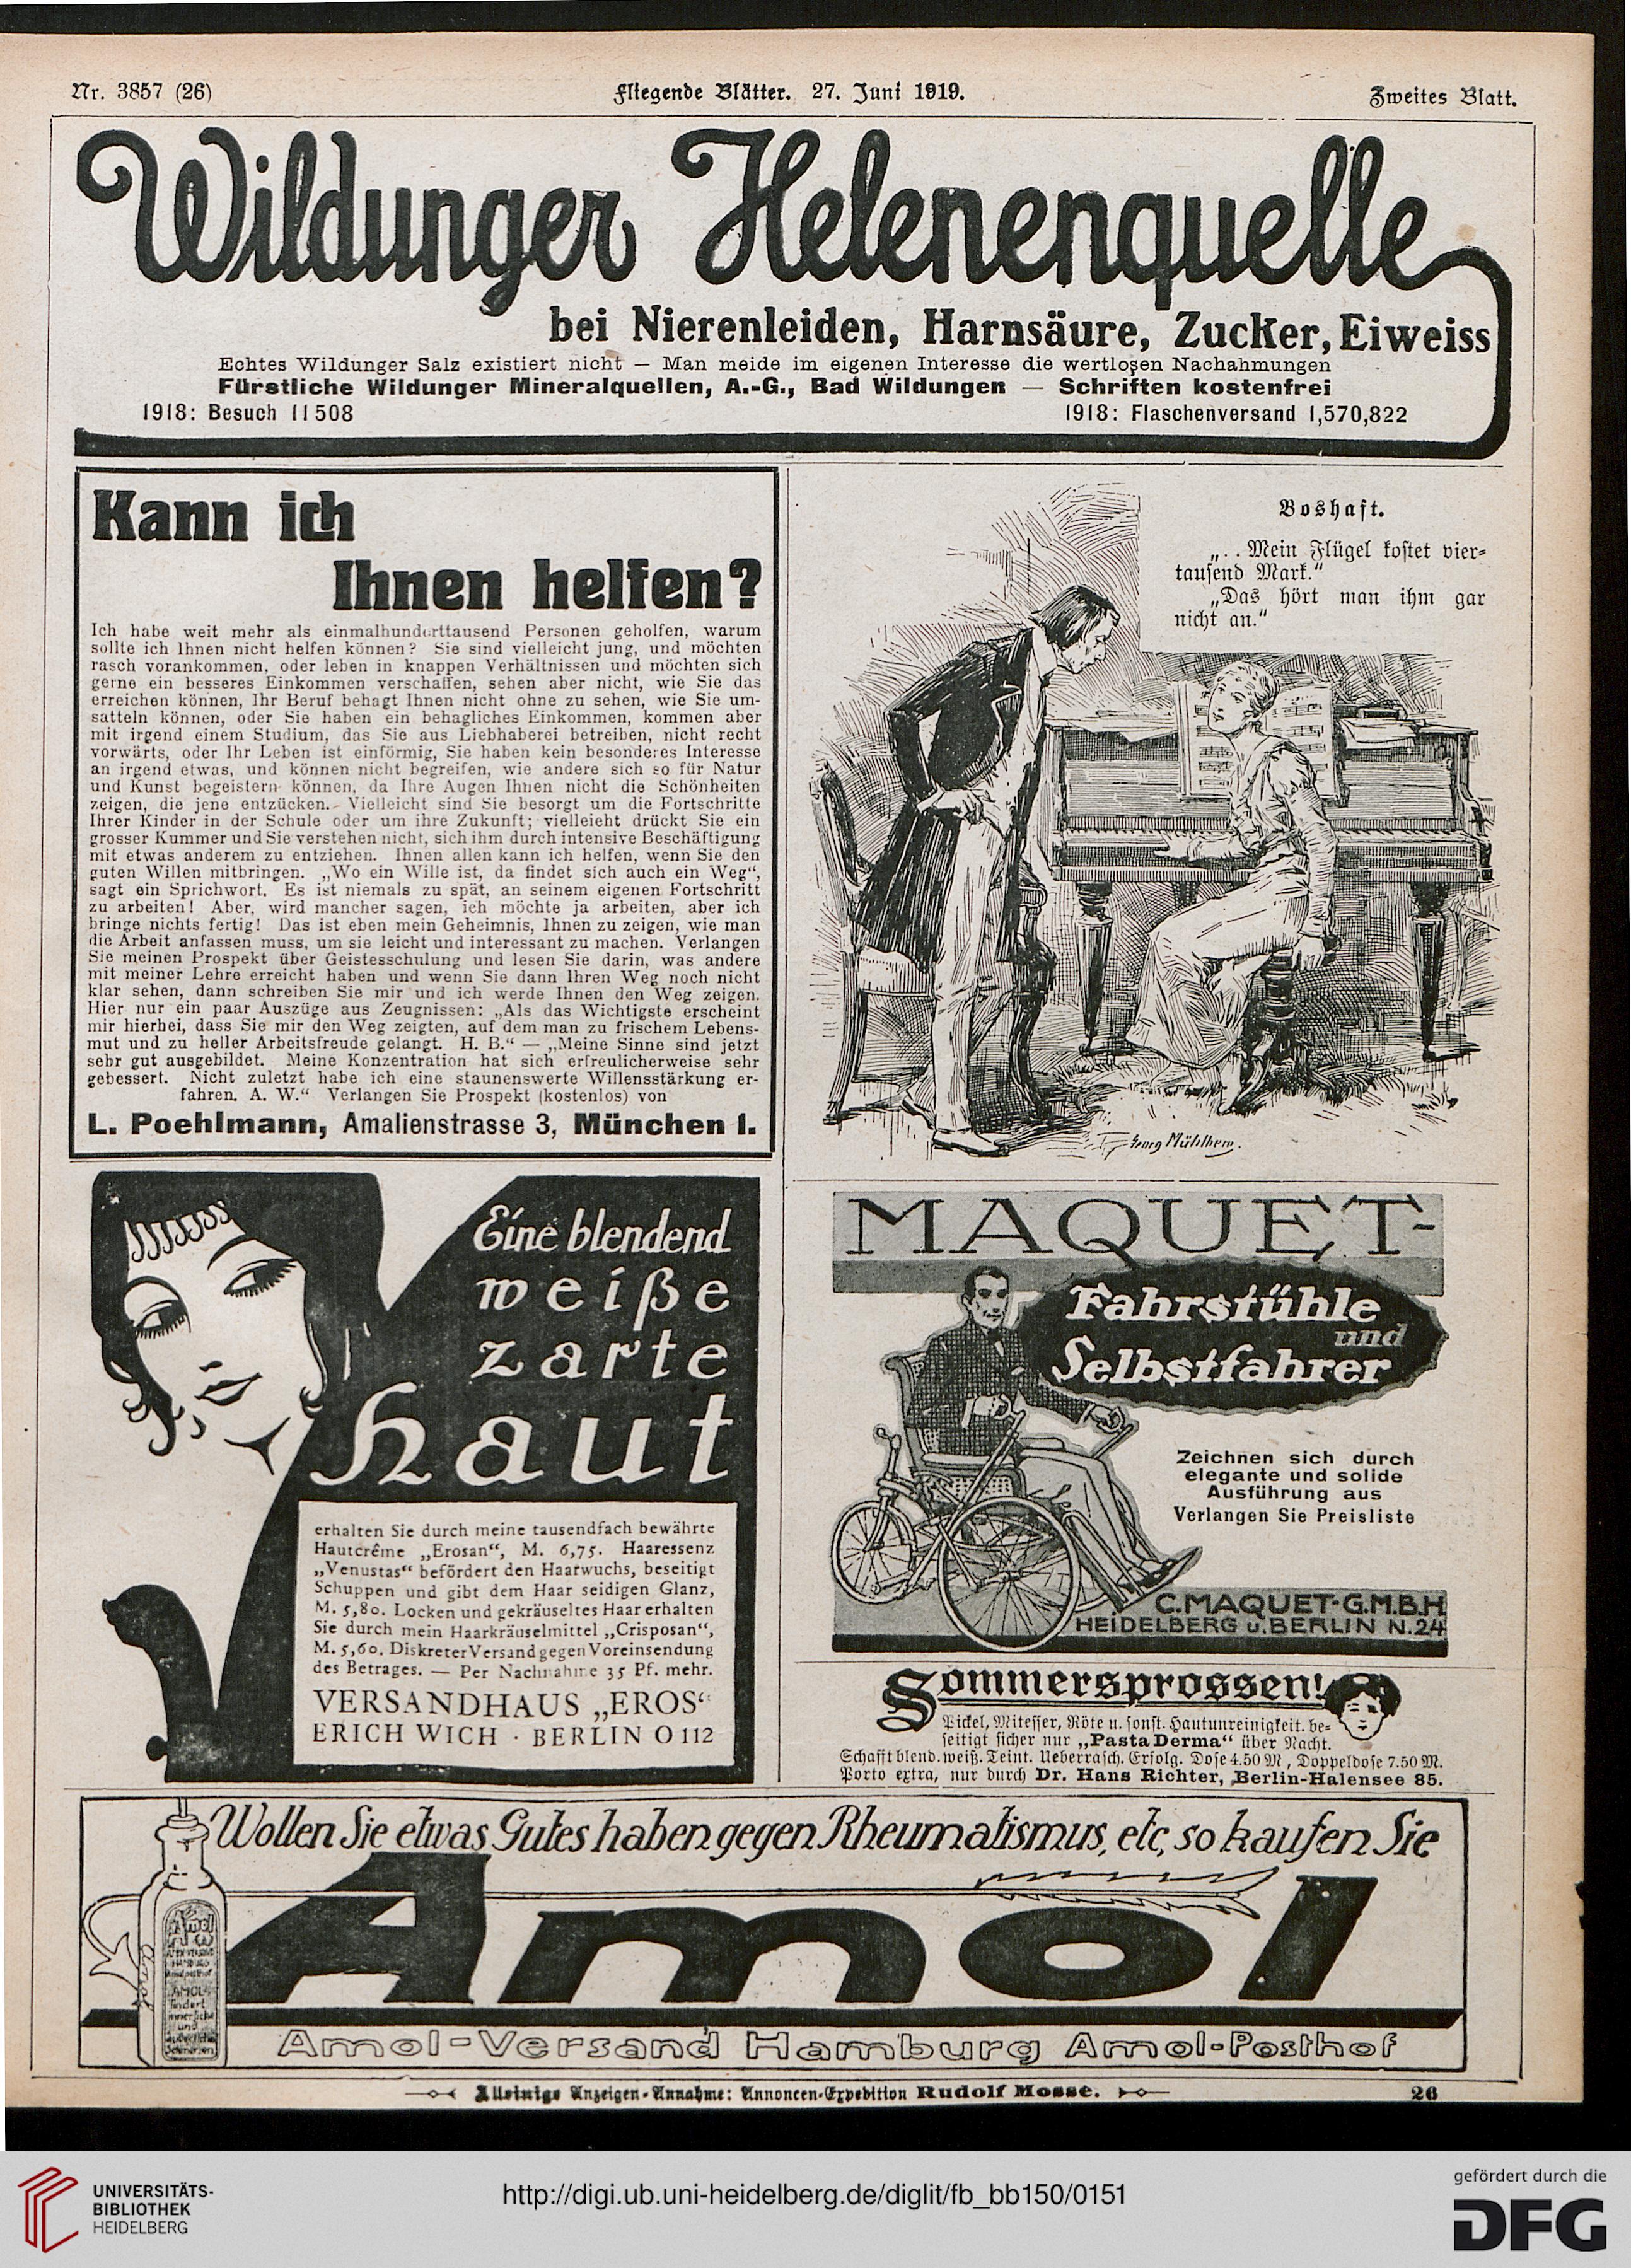 Nr. 3857 (26)
Fliegende Blätter. 27. Juni 1919.
Zweites Blatt.
Wildunger Helenenquelle
bei Nierenleiden, Harnsäure, Zucker, Eiweiss
Echtes Wildunger Salz existiert nicht — Man meide im eigenen Interesse die wertlosen Nachahmungen
Fürstliche Wildunger Mineralquellen, A.-G., Bad Wildungen — Schriften kostenfrei
1918: Besuch 11508
1918: Flaschenversand 1,570,822
Kann ich
Ihnen helfen?
Ich habe weit mehr als einmalhunderttausend Personen geholfen, warum
sollte ich Ihnen nicht helfen können? Sie sind vielleicht jung, und möchten
rasch vorankommen, oder leben in knappen Verhältnissen und möchten sich
gerne ein besseres Einkommen verschaffen, sehen aber nicht, wie Sie das
erreichen können, Ihr Beruf behagt Ihnen nicht ohne zu sehen, wie Sie um-
satteln können, oder Sie haben ein behagliches Einkommen, kommen aber
mit irgend einem Studium, das Sie aus Liebhaberei betreiben, nicht recht
vorwärts, oder Ihr Leben ist einförmig, Sie haben kein besonderes Interesse
an irgend etwas, und können nicht begreifen, wie andere sich so für Natur
und Kunst begeistern können, da Ihre Augen Ihnen nicht die Schönheiten
zeigen, die jene entzücken. Vielleicht sind Sie besorgt um die Fortschritte
Ihrer Kinder in der Schule oder um ihre Zukunft; vielleicht drückt Sie ein
grosser Kummer und Sie verstehen nicht, sich ihm durch intensive Beschäftigung
mit etwas anderem zu entziehen. Ihnen allen kann ich helfen, wenn Sie den
guten Willen mitbringen. „Wo ein Wille ist, da findet sich auch ein Weg“,
sagt ein Sprichwort. Es ist niemals zu spät, an seinem eigenen Fortschritt
zu arbeiten! Aber, wird mancher sagen, ich möchte ja arbeiten, aber ich
bringe nichts fertig! Das ist eben mein Geheimnis, Ihnen zu zeigen, wie man
die Arbeit anfassen muss, um sie leicht und interessant zu machen. Verlangen
Sie meinen Prospekt über Geistesschulung und lesen Sie darin, was andere
mit meiner Lehre erreicht haben und wenn Sie dann Ihren Weg noch nicht
klar sehen, dann schreiben Sie mir und ich werde Ihnen den Weg zeigen.
Hier nur ein paar Auszüge aus Zeugnissen: „Als das Wichtigste erscheint
mir hierbei, dass Sie mir den Weg zeigten, auf dem man zu frischem Lebens-
mut und zu heller Arbeitsfreude gelangt. H. B.“ — „Meine Sinne sind jetzt
sehr gut ausgebildet. Meine Konzentration hat sich erfreulicherweise sehr
gebessert. Nicht zuletzt habe ich eine staunenswerte Willensstärkung er-
fahren. A. W.“ Verlangen Sie Prospekt (kostenlos) von
L. Poehlmann, Amalienstrasse 3, München 1.
Boshaft.
„. . Mein Flügel kostet vier-
tausend Mark.“
„Das hört man ihm gar
nicht an.“
Georg Mühlberg.
Eine blendend
weiße
zarte
Haut
erhalten Sie durch meine tausendfach bewährte
Hautcrême „Erosan“, M. 6,75. Haaressenz
„Venustas“ befördert den Haarwuchs, beseitigt
Schuppen und gibt dem Haar seidigen Glanz,
M. 5,80. Locken und gekräuseltes Haar erhalten
Sie durch mein Haarkräuselmittel „Crisposan“,
M. 5,60. Diskreter Versand gegen Voreinsendung
des Betrages. — Per Nachnahme 35 Pf. mehr.
VERSANDHAUS „EROS“
ERICH WICH · BERLIN O 112
MAQUET-
Fahrstühle
und
Selbstfahrer
Zeichnen sich durch
elegante und solide
Ausführung aus
Verlangen Sie Preisliste
C. MAQUET-G.M.B.H
HEIDELBERG u. BERLIN N.24
Sommersprossen!
Pickel, Mitesser, Röte u. sonst. Hautunreinigkeit. be-
seitigt sicher nur „Pasta Derma“ über Nacht.
Schafft blend. weiß. Teint. Ueberrasch. Erfolg. Dose 4.50 M, Doppeldose 7.50 M.
Porto extra, nur durch Dr. Hans Richter, Berlin-Halensee 85.
Wollen Sie etwas Gutes haben gegen Rheumatismus, etc, so kaufen Sie
Amol
Amol
AMOL
lindert
innerliche
und
Schmerzen
Amol-Versand Hamburg Amol-Posthof
Alleinige Anzeigen-Annahme: Annoncen-Expedition Rudolf Mosse.
26
UNIVERSITÄTS-
BIBLIOTHEK
HEIDELBERG
http://digi.ub.uni-heidelberg.de/diglit/fb_bb150/0151
gefördert durch die
DFG